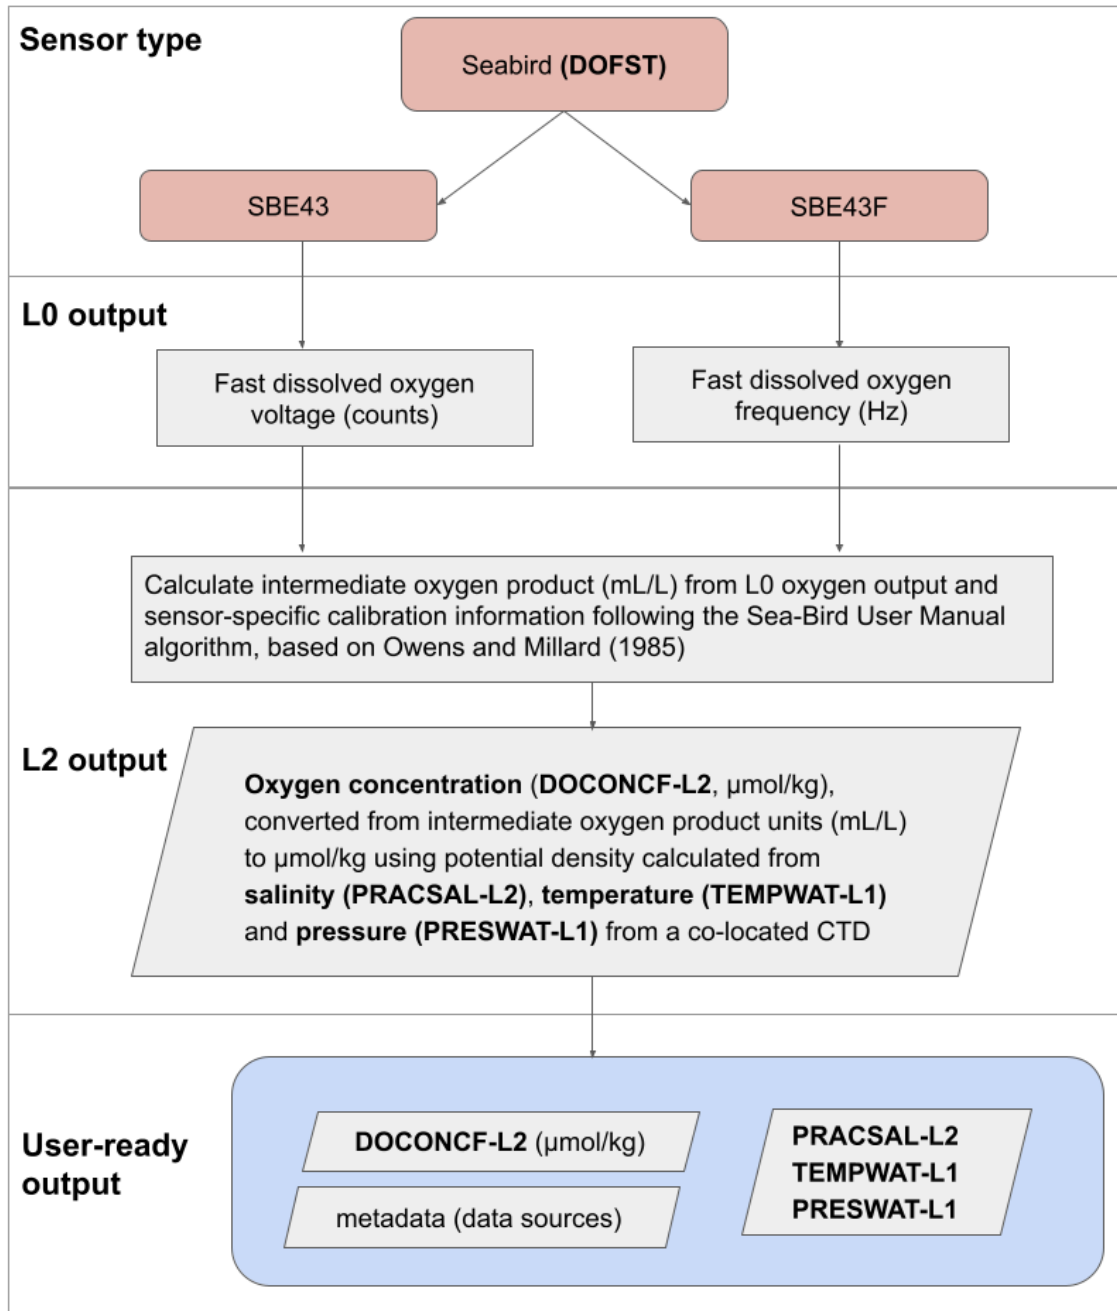 Sensor type
Seabird (DOFST)
SBE43
SBE43F
L0 output
Fast dissolved oxygen
voltage (counts)
Fast dissolved oxygen
frequency (Hz)
Calculate intermediate oxygen product (mL/L) from L0 oxygen output and
sensor-specific calibration information following the Sea-Bird User Manual
algorithm, based on Owens and Millard (1985)
L2 output
Oxygen concentration (DOCONCF-L2, µmol/kg),
converted from intermediate oxygen product units (mL/L)
to µmol/kg using potential density calculated from
salinity (PRACSAL-L2), temperature (TEMPWAT-L1)
and pressure (PRESWAT-L1) from a co-located CTD
User-ready
output
DOCONCF-L2 (µmol/kg)
metadata (data sources)
PRACSAL-L2
TEMPWAT-L1
PRESWAT-L1